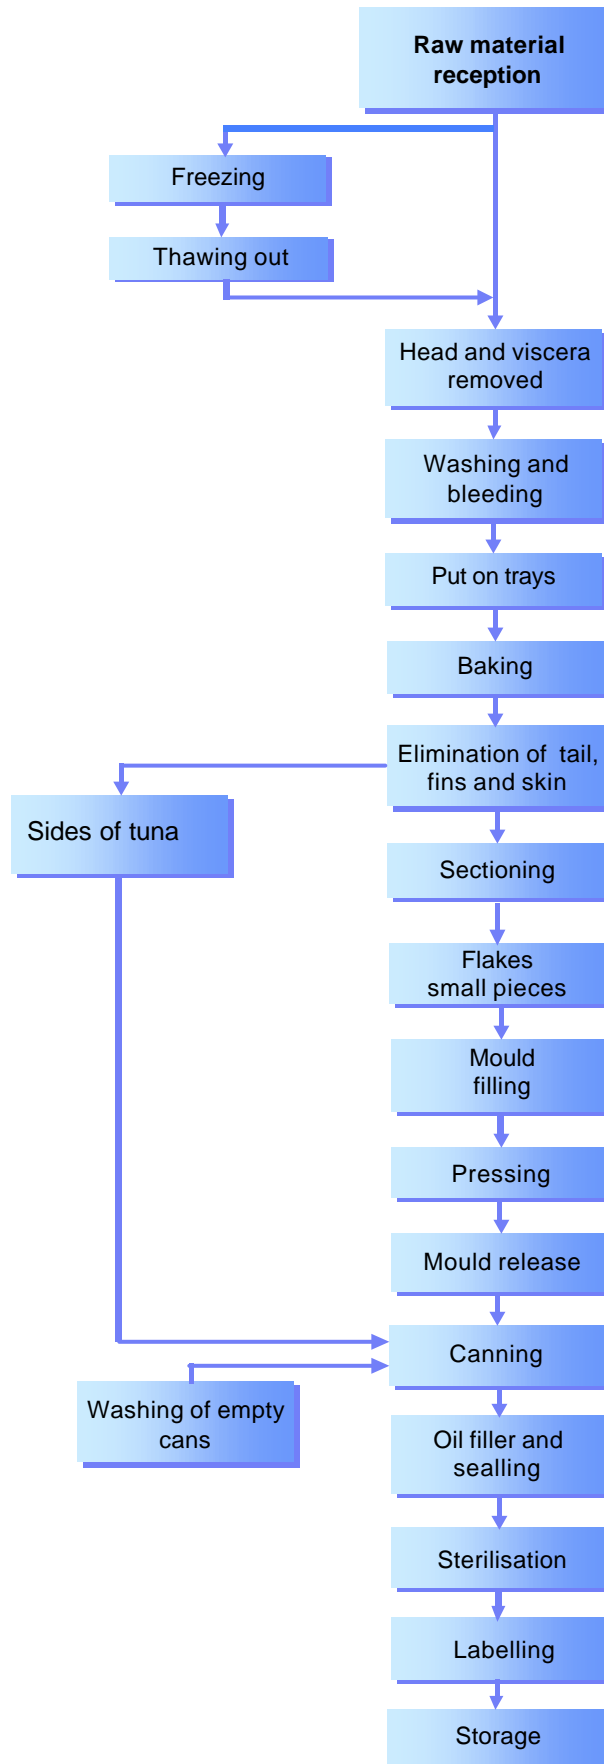 Raw material
reception
Freezing
Thawing out
Head and viscera
removed
Washing and
bleeding
Put on trays
Baking
Elimination of tail,
fins and skin
Sides of tuna
Sectioning
Flakes
small pieces
Mould
filling
Pressing
Mould release
Canning
Washing of empty
cans
Oil filler and
sealling
Sterilisation
Labelling
Storage